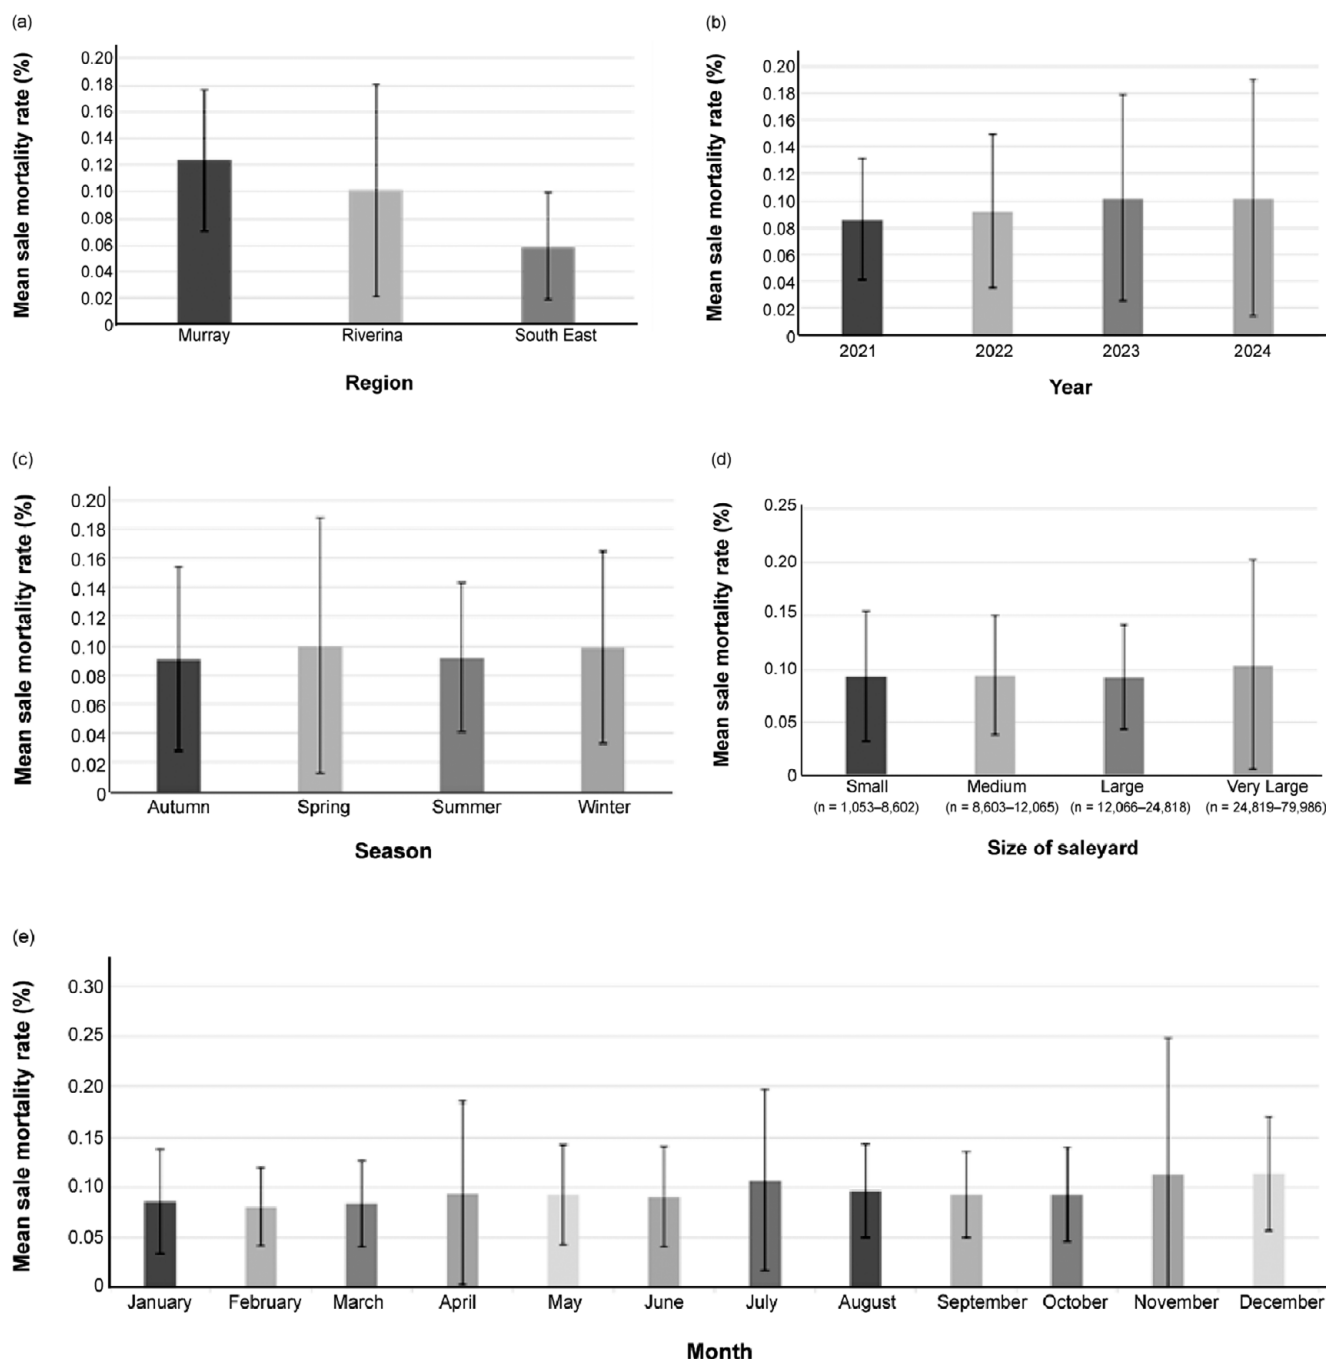 (a)
Mean sale mortality rate (%)
0.20
0.18
0.16
0.14
0.12
0.10
0.08
0.06
0.04
0.02
0
Murray Riverina South East
Region
(b)
Mean sale mortality rate (%)
0.20
0.18
0.16
0.14
0.12
0.10
0.08
0.06
0.04
0.02
0
2021 2022 2023 2024
Year
(c)
Mean sale mortality rate (%)
0.20
0.18
0.16
0.14
0.12
0.10
0.08
0.06
0.04
0.02
0
Autumn Spring Summer Winter
Season
(d)
Mean sale mortality rate (%)
0.25
0.20
0.15
0.10
0.05
0
Small Medium Large Very Large
(n = 1,053–8,602) (n = 8,603–12,065) (n = 12,066–24,818) (n = 24,819–79,986)
Size of saleyard
(e)
Mean sale mortality rate (%)
0.30
0.25
0.20
0.15
0.10
0.05
0
January February March April May June July August September October November December
Month